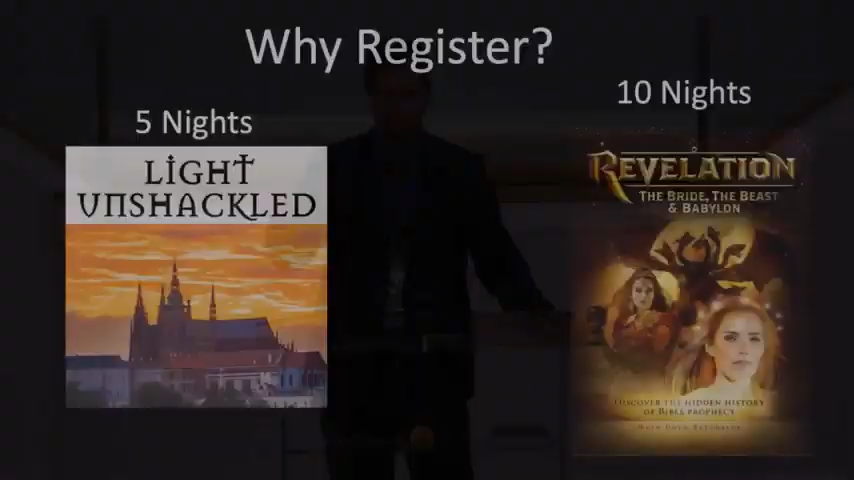 Why Register?
5 Nights
LIGHT
UNSHACKLED
10 Nights
REVELATION
THE BRIDE, THE BEAST
& BABYLON
DISCOVER THE HIDDEN HISTORY
OF BIBLE PROPHECY